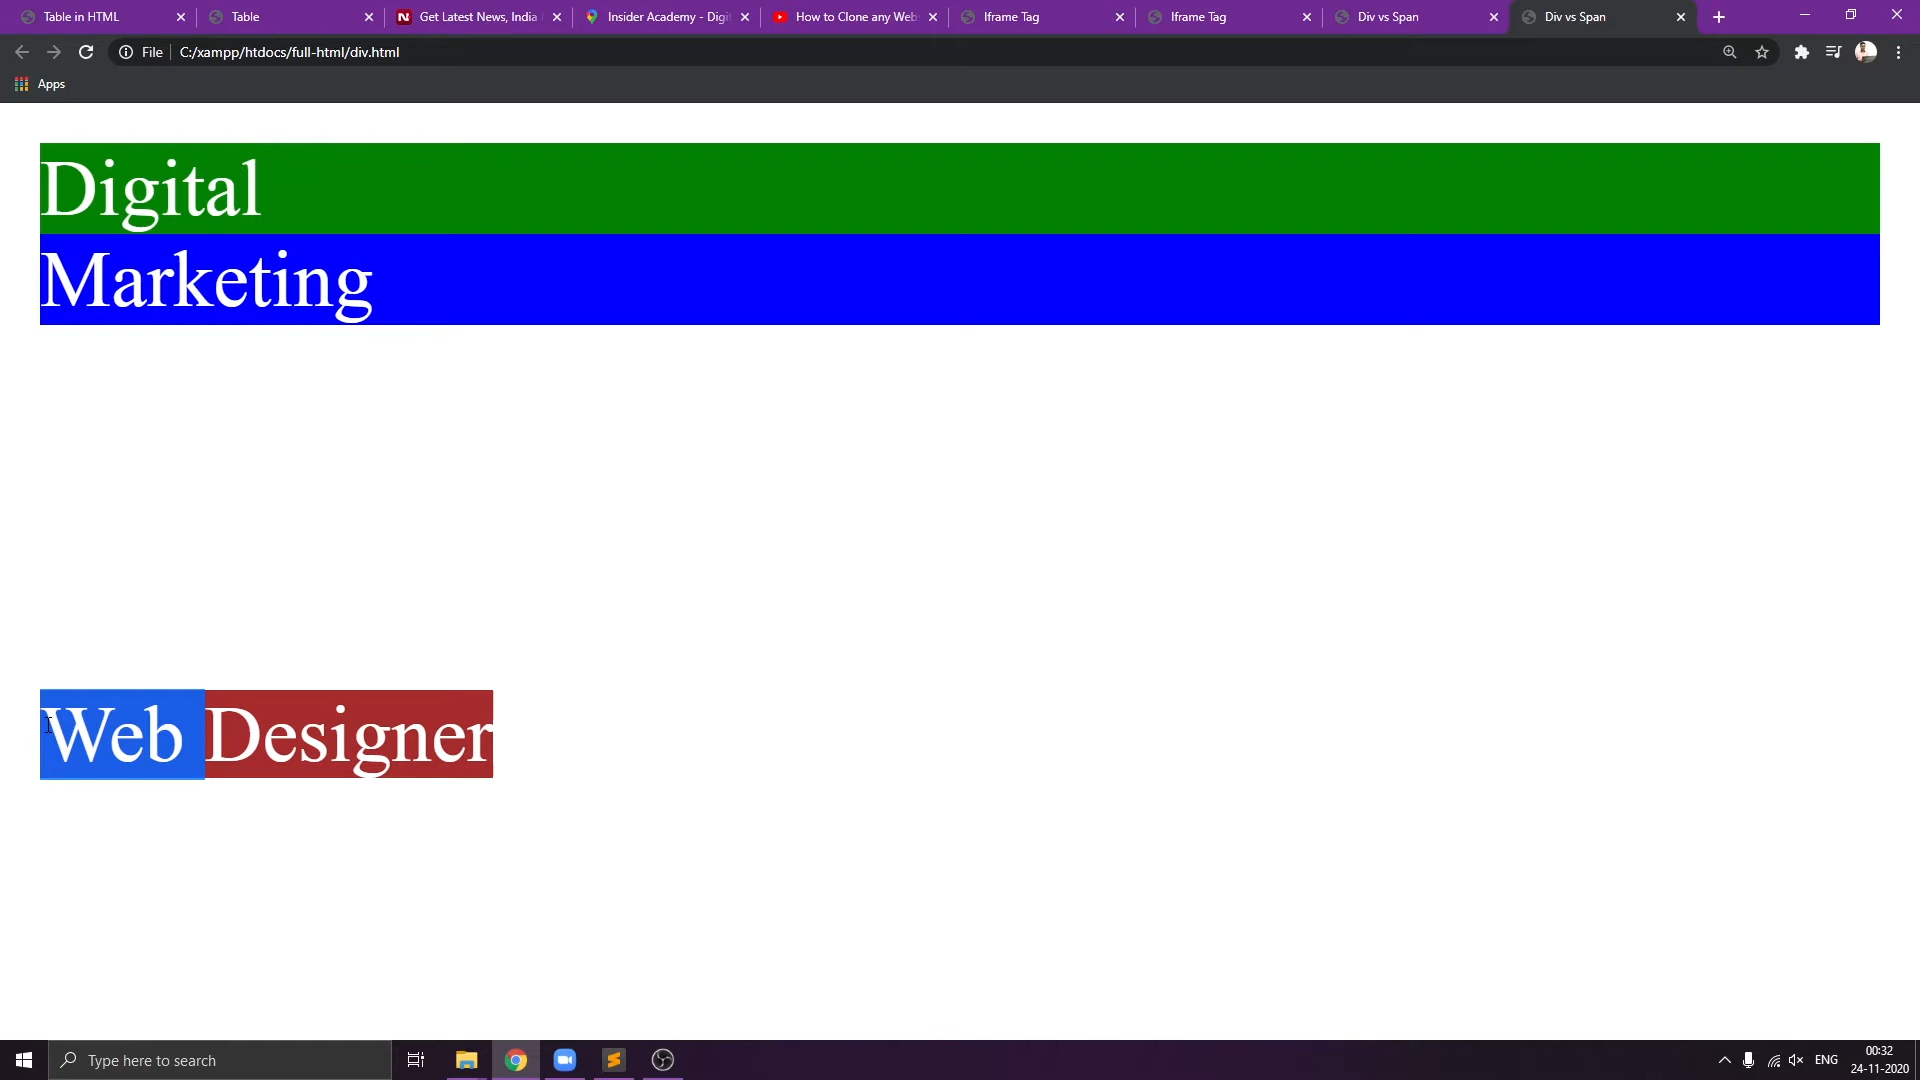 Table in HTML
Table
Get Latest News, India
Insider Academy - Digi
How to Clone any Web
Iframe Tag
Iframe Tag
Div vs Span
Div vs Span
File
C:/xampp/htdocs/full-html/div.html
Apps
Digital
Marketing
Web Designer
Type here to search
ENG
00:32
24-11-2020